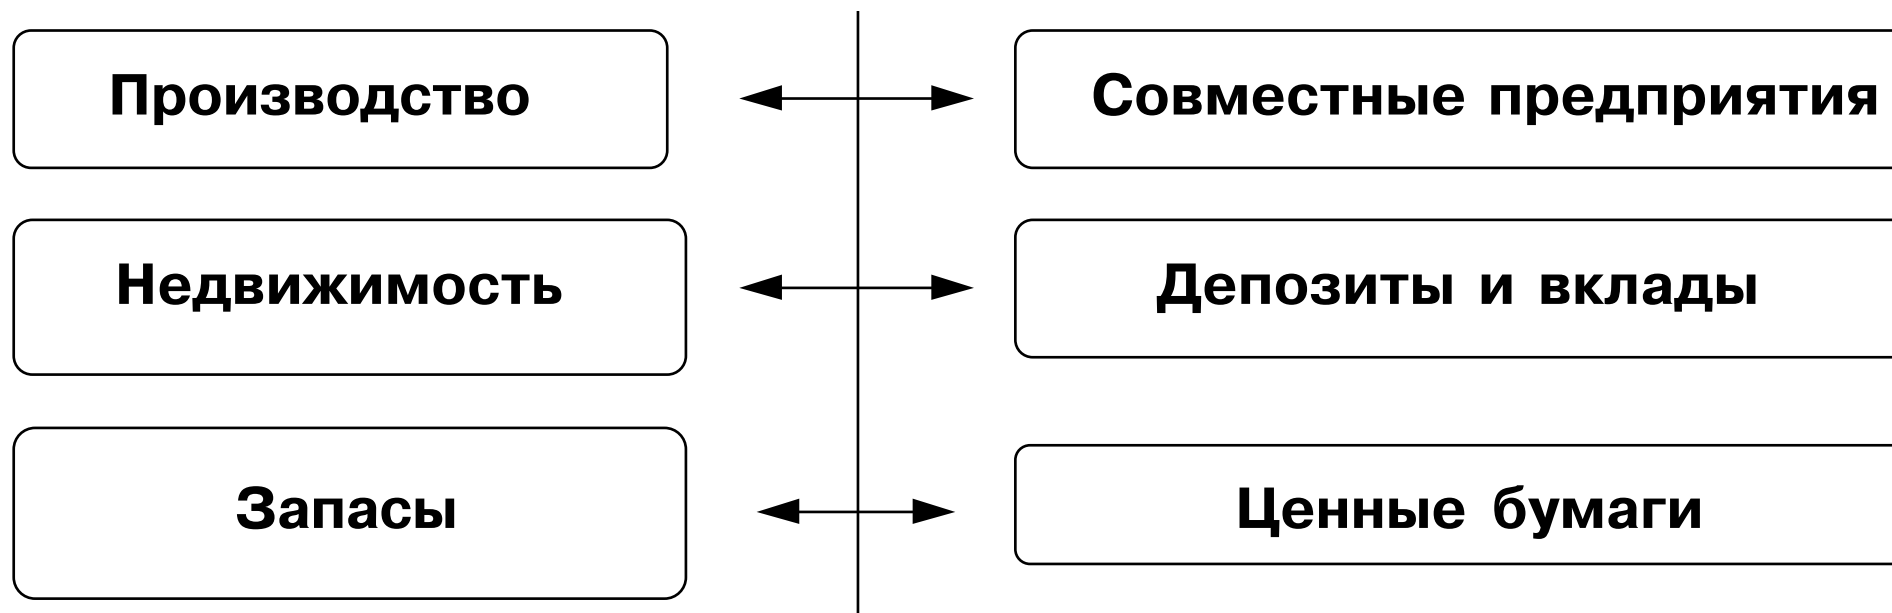 Производство
Совместные предприятия
Недвижимость
Депозиты и вклады
Запасы
Ценные бумаги